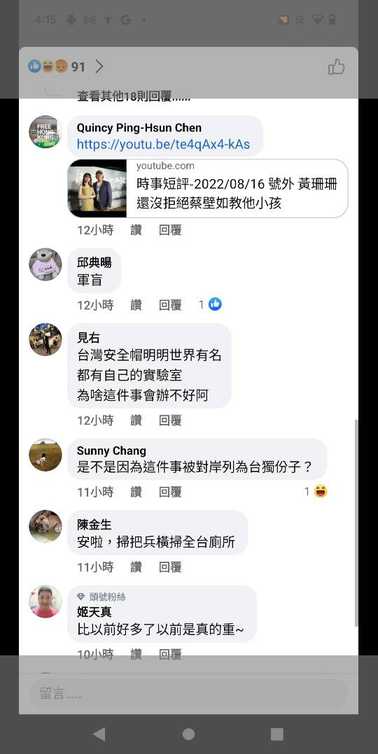 4:15
91
查看其他18則回覆......
Quincy Ping-Hsun Chen
https://youtu.be/te4qAx4-kAs
youtube.com
時事短評-2022/08/16 號外 黃珊珊
還沒拒絕蔡壁如教他小孩
12小時 讚 回覆
邱典暘
軍盲
12小時 讚 回覆 1
見右
台灣安全帽明明世界有名
都有自己的實驗室
為啥這件事會辦不好阿
12小時 讚 回覆
Sunny Chang
是不是因為這件事被對岸列為台獨份子？
11小時 讚 回覆 1
陳金生
安啦，掃把兵橫掃全台廁所
11小時 讚 回覆
頭號粉絲
姬天真
比以前好多了以前是真的重~
10小時 讚 回覆
留言.....